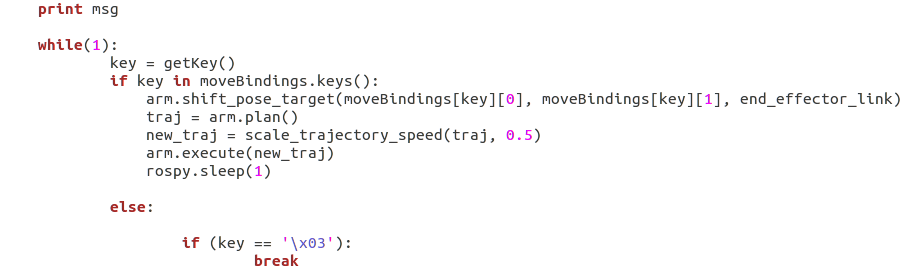 print msg
while(1):
key = getKey()
if key in moveBindings.keys():
arm.shift_pose_target(moveBindings[key][0], moveBindings[key][1], end_effector_link)
traj = arm.plan()
new_traj = scale_trajectory_speed(traj, 0.5)
arm.execute(new_traj)
rospy.sleep(1)
else:
if (key == '\x03'):
break